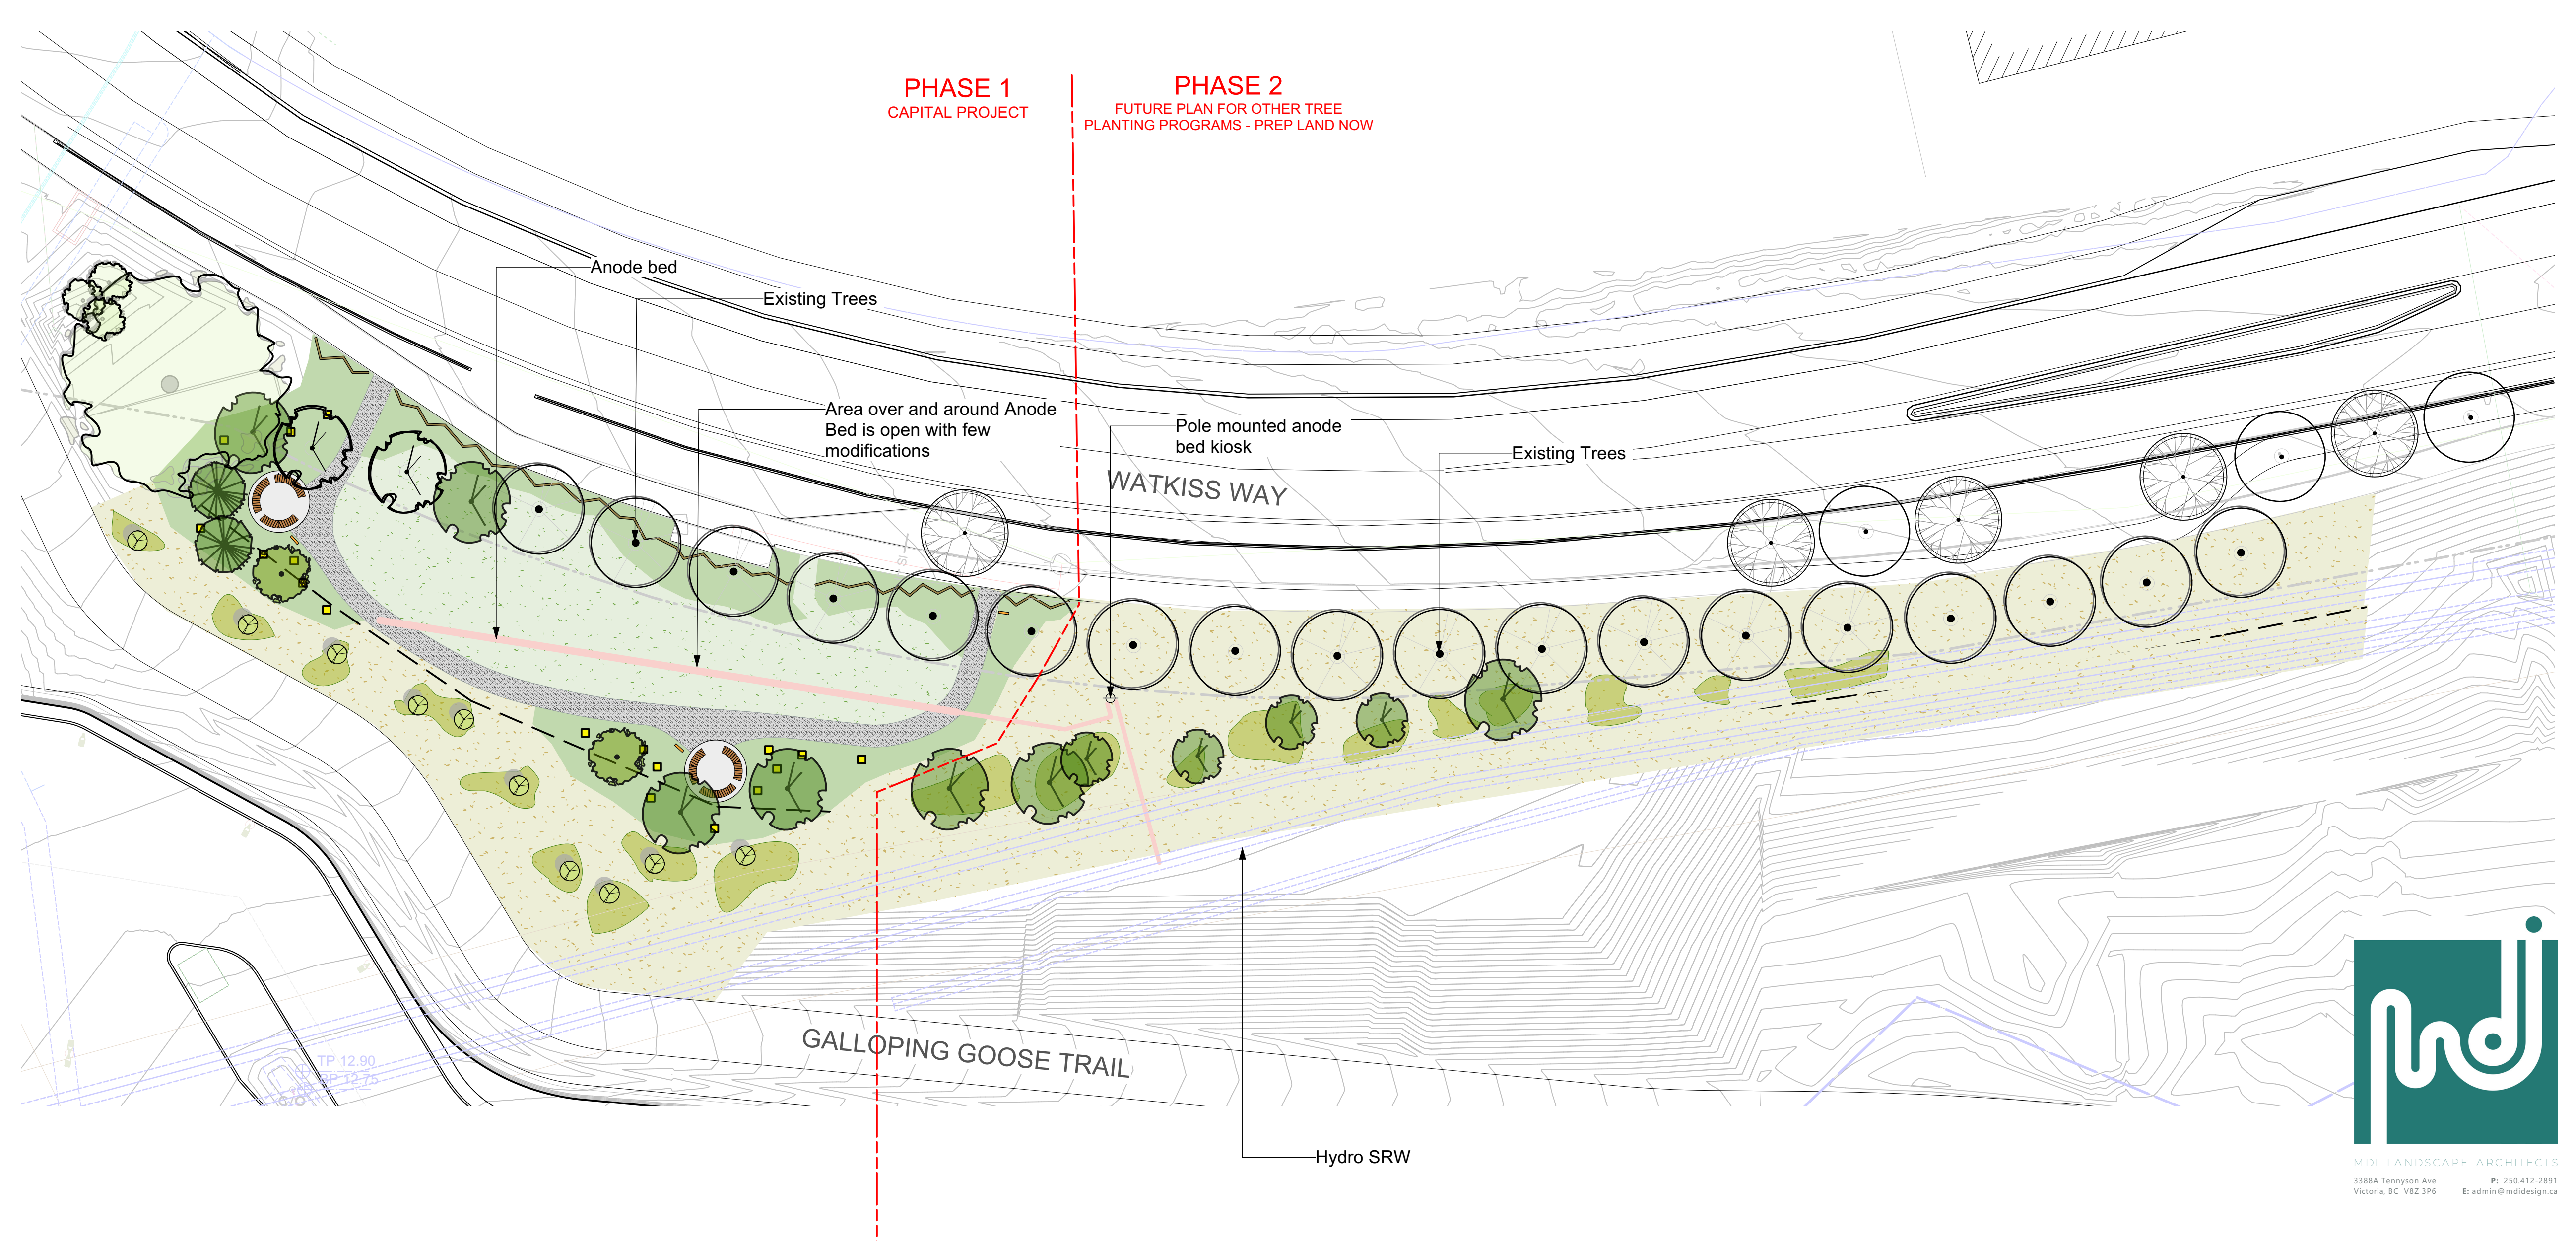 PHASE 1
CAPITAL PROJECT
PHASE 2
FUTURE PLAN FOR OTHER TREE
PLANTING PROGRAMS - PREP LAND NOW
Anode bed
Existing Trees
Area over and around Anode
Bed is open with few
modifications
Pole mounted anode
bed kiosk
Existing Trees
WATKISS WAY
GALLOPING GOOSE TRAIL
TP 12.90
Hydro SRW
mdi
MDI LANDSCAPE ARCHITECTS
3388A Tennyson Ave
Victoria, BC V8Z 3P6
P: 250.412-2891
E: admin@mdidesign.ca